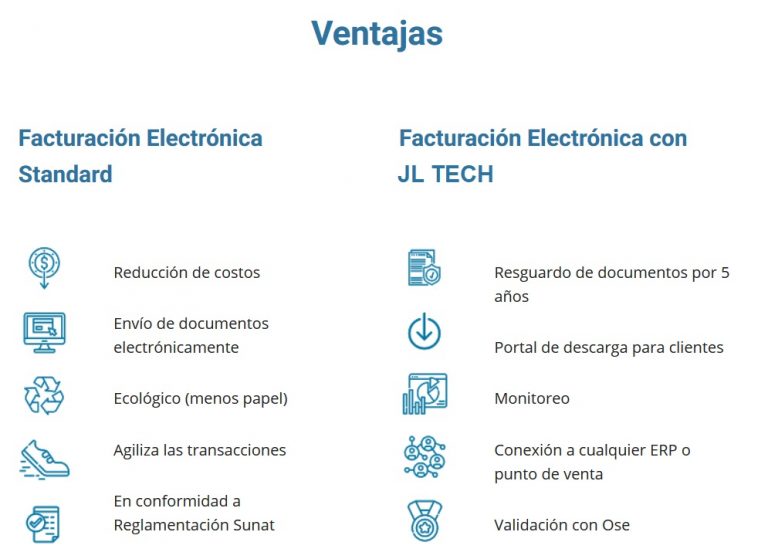 Ventajas
Facturación Electrónica
Standard
Reducción de costos
Envío de documentos
electrónicamente
Ecológico (menos papel)
Agiliza las transacciones
En conformidad a
Reglamentación Sunat
Facturación Electrónica con
JL TECH
Resguardo de documentos por 5
años
Portal de descarga para clientes
Monitoreo
Conexión a cualquier ERP o
punto de venta
Validación con Ose